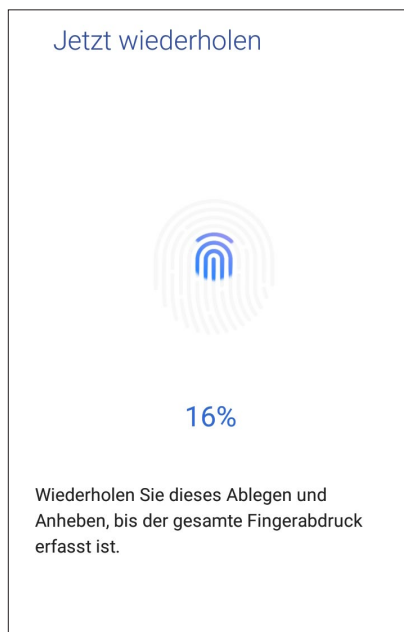 Jetzt wiederholen
16%
Wiederholen Sie dieses Ablegen und
Anheben, bis der gesamte Fingerabdruck
erfasst ist.